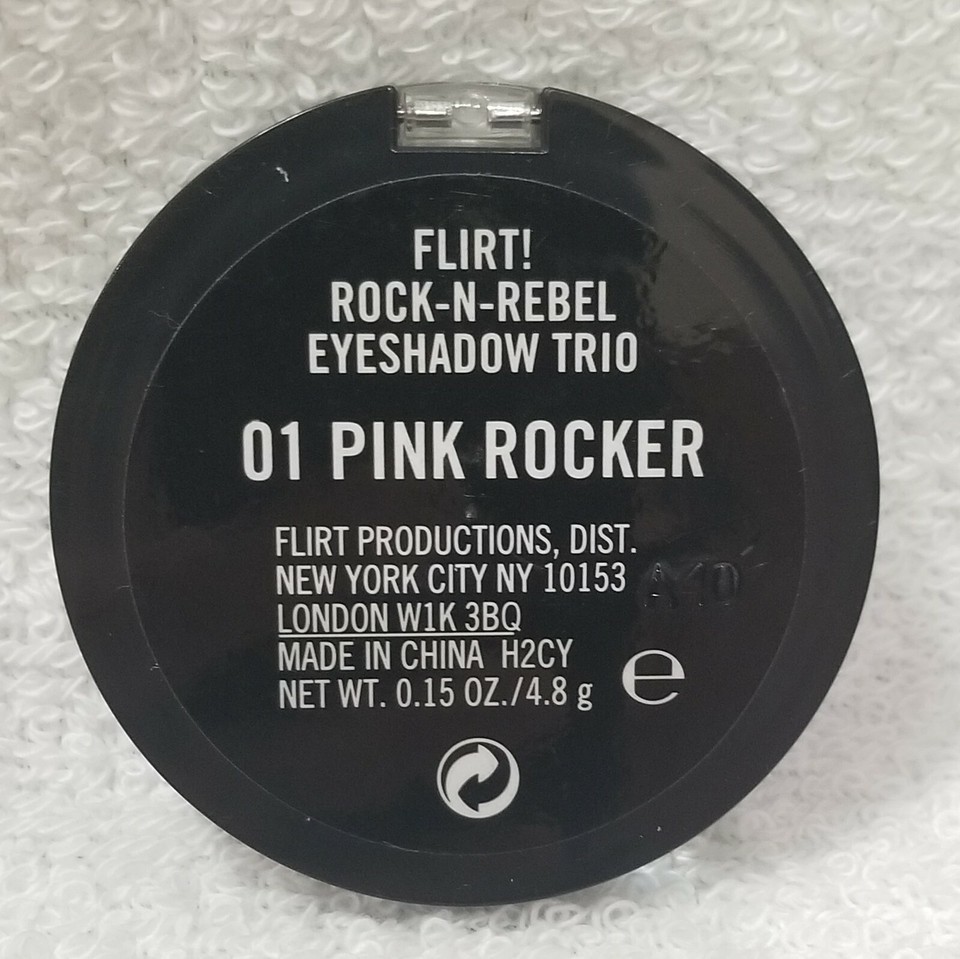 FLIRT!
ROCK-N-REBEL
EYESHADOW TRIO
01 PINK ROCKER
FLIRT PRODUCTIONS, DIST.
NEW YORK CITY NY 10153
A 10
LONDON W1K 3BQ
MADE IN CHINA H2CY
NET WT. 0.15 OZ./4.8 g e